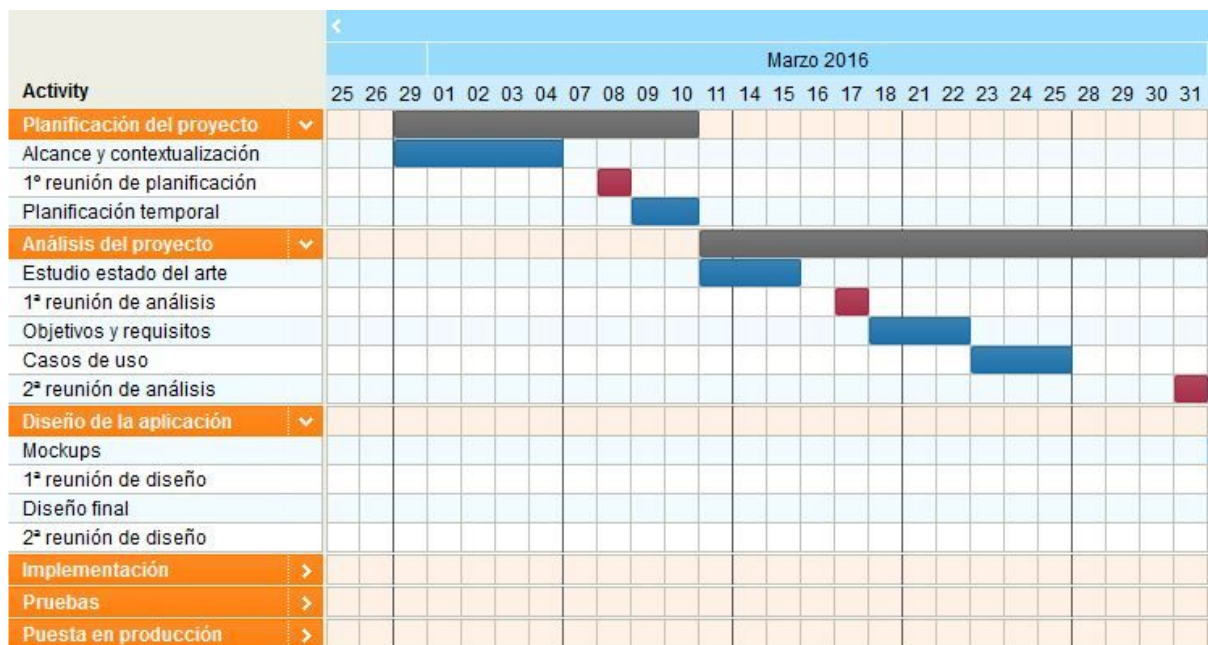 Marzo 2016
Activity
25 26 29 01 02 03 04 07 08 09 10 11 14 15 16 17 18 21 22 23 24 25 28 29 30 31
Planificación del proyecto
Alcance y contextualización
1º reunión de planificación
Planificación temporal
Análisis del proyecto
Estudio estado del arte
1ª reunión de análisis
Objetivos y requisitos
Casos de uso
2ª reunión de análisis
Diseño de la aplicación
Mockups
1ª reunión de diseño
Diseño final
2ª reunión de diseño
Implementación
Pruebas
Puesta en producción